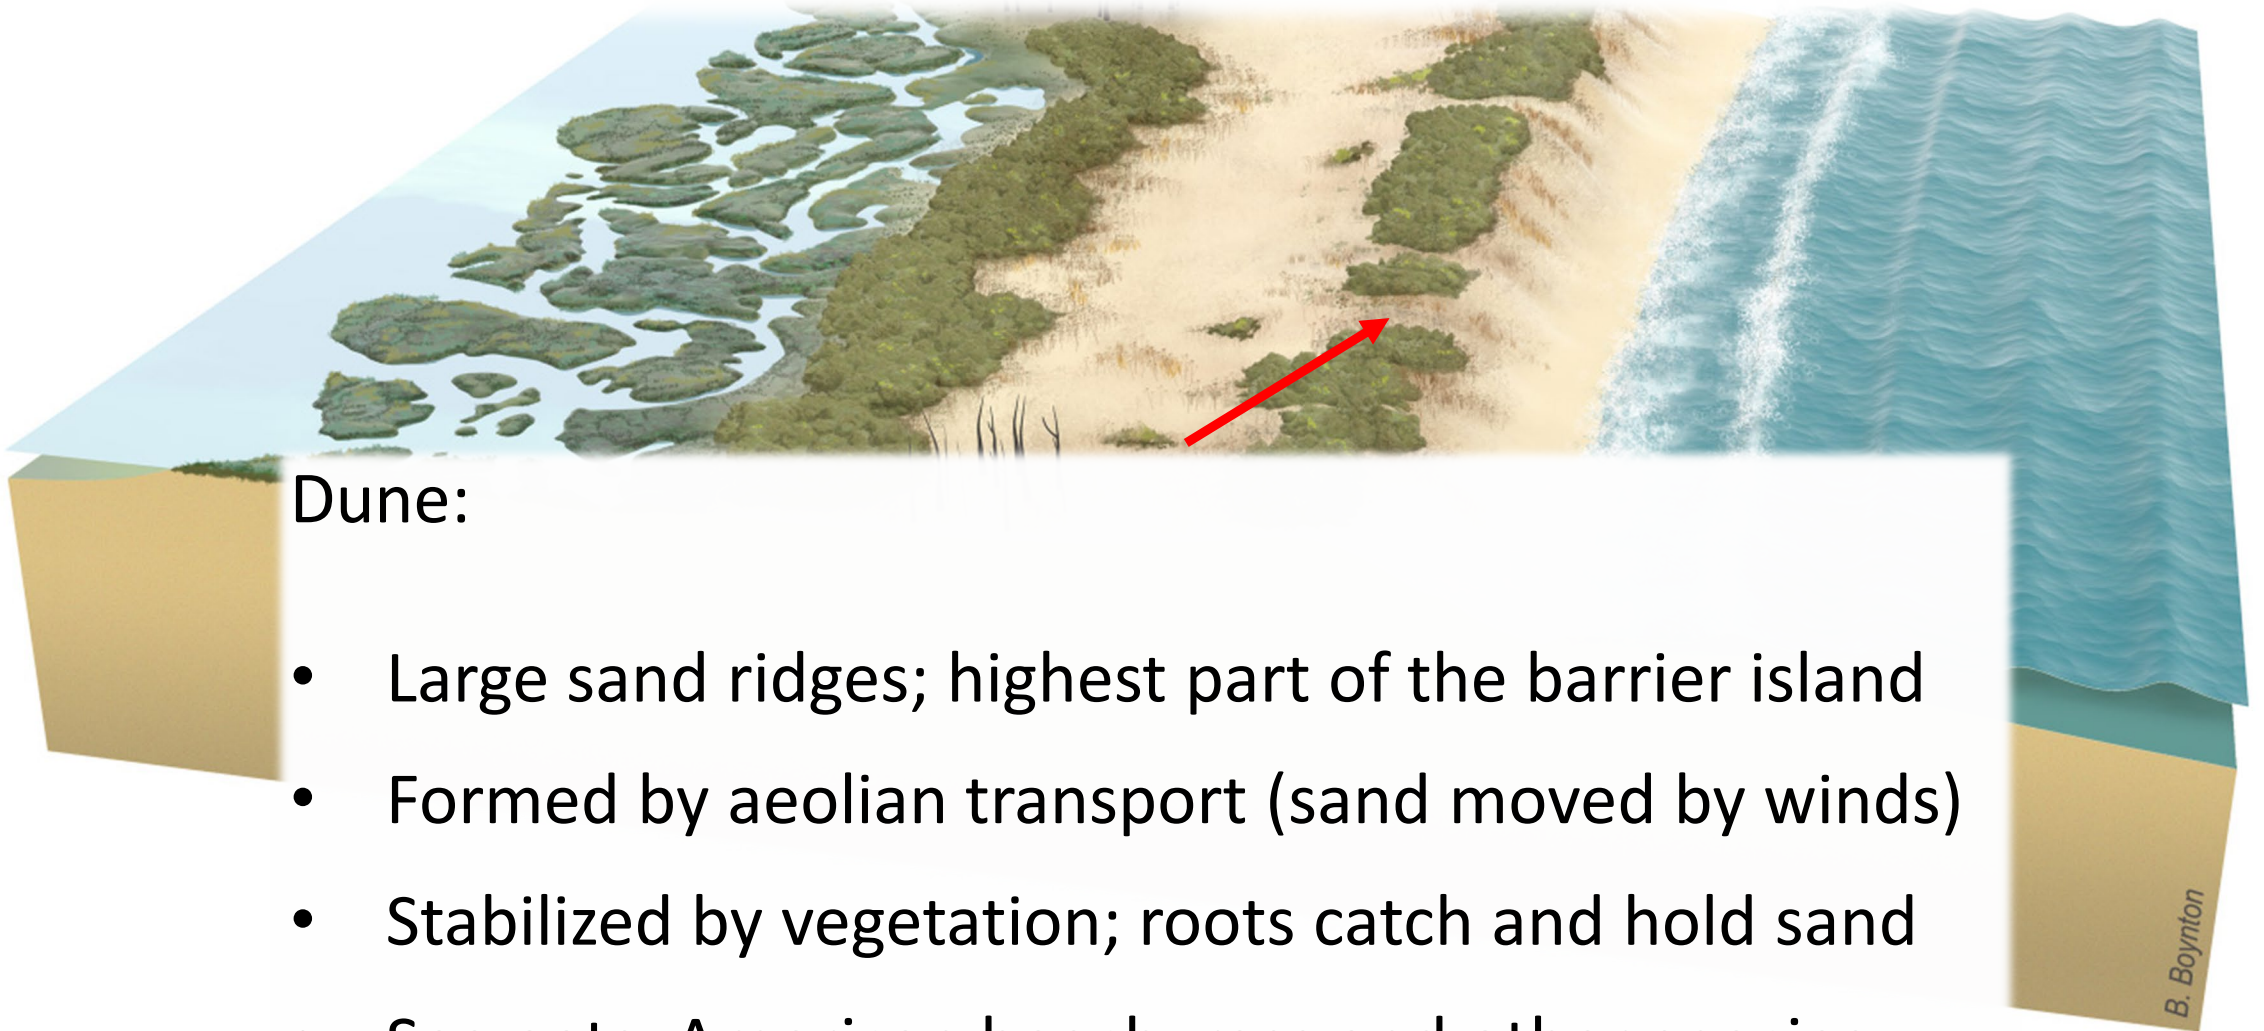 Dune:
• Large sand ridges; highest part of the barrier island
• Formed by aeolian transport (sand moved by winds)
• Stabilized by vegetation; roots catch and hold sand
B. Boynton